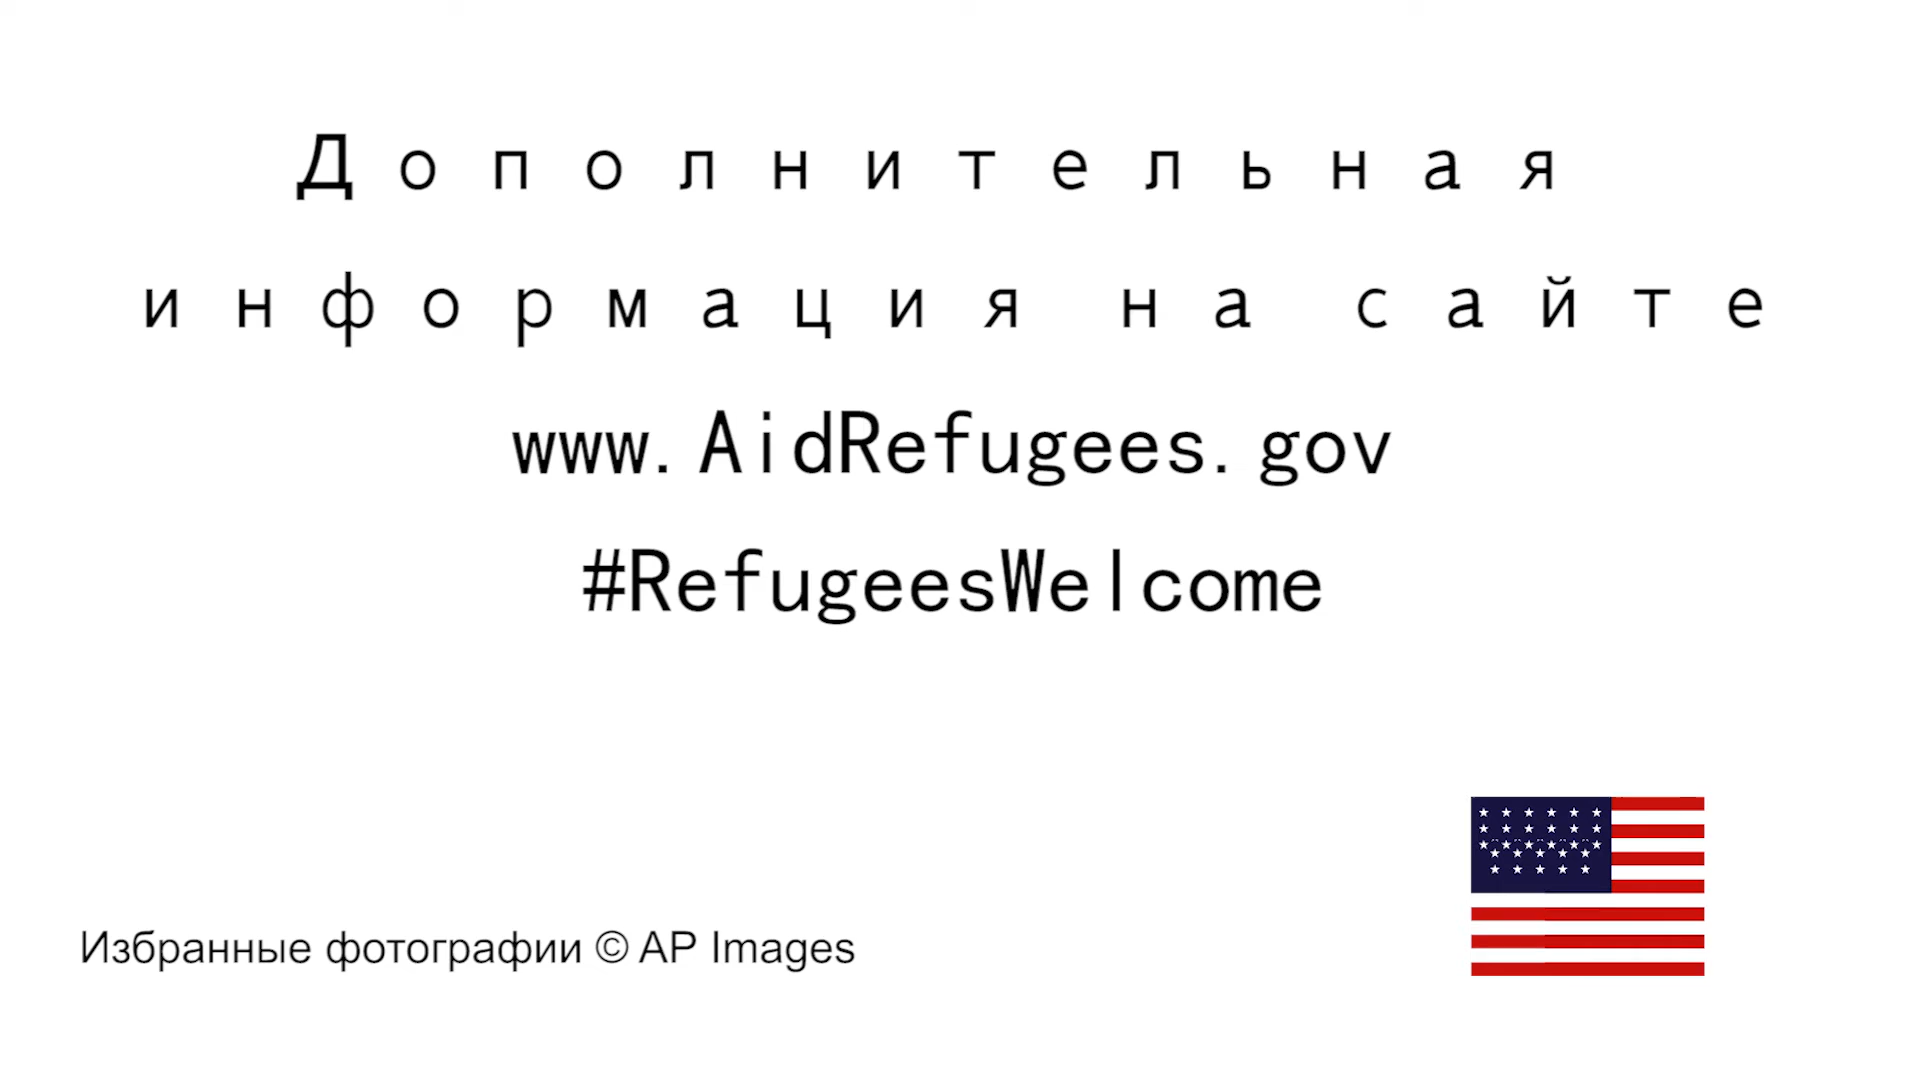 Дополнительная
информация на сайте
www.AidRefugees.gov
#RefugeesWelcome
Избранные фотографии © AP Images